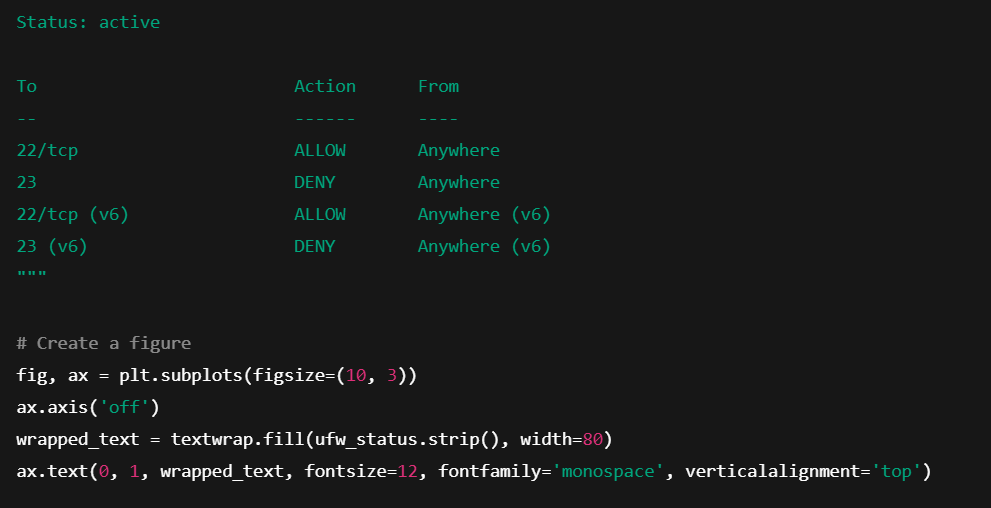 Status: active
To                         Action      From
--                         ------      ----
22/tcp                     ALLOW       Anywhere
23                         DENY        Anywhere
22/tcp (v6)                ALLOW       Anywhere (v6)
23 (v6)                    DENY        Anywhere (v6)
"""
# Create a figure
fig, ax = plt.subplots(figsize=(10, 3))
ax.axis('off')
wrapped_text = textwrap.fill(ufw_status.strip(), width=80)
ax.text(0, 1, wrapped_text, fontsize=12, fontfamily='monospace', verticalalignment='top')